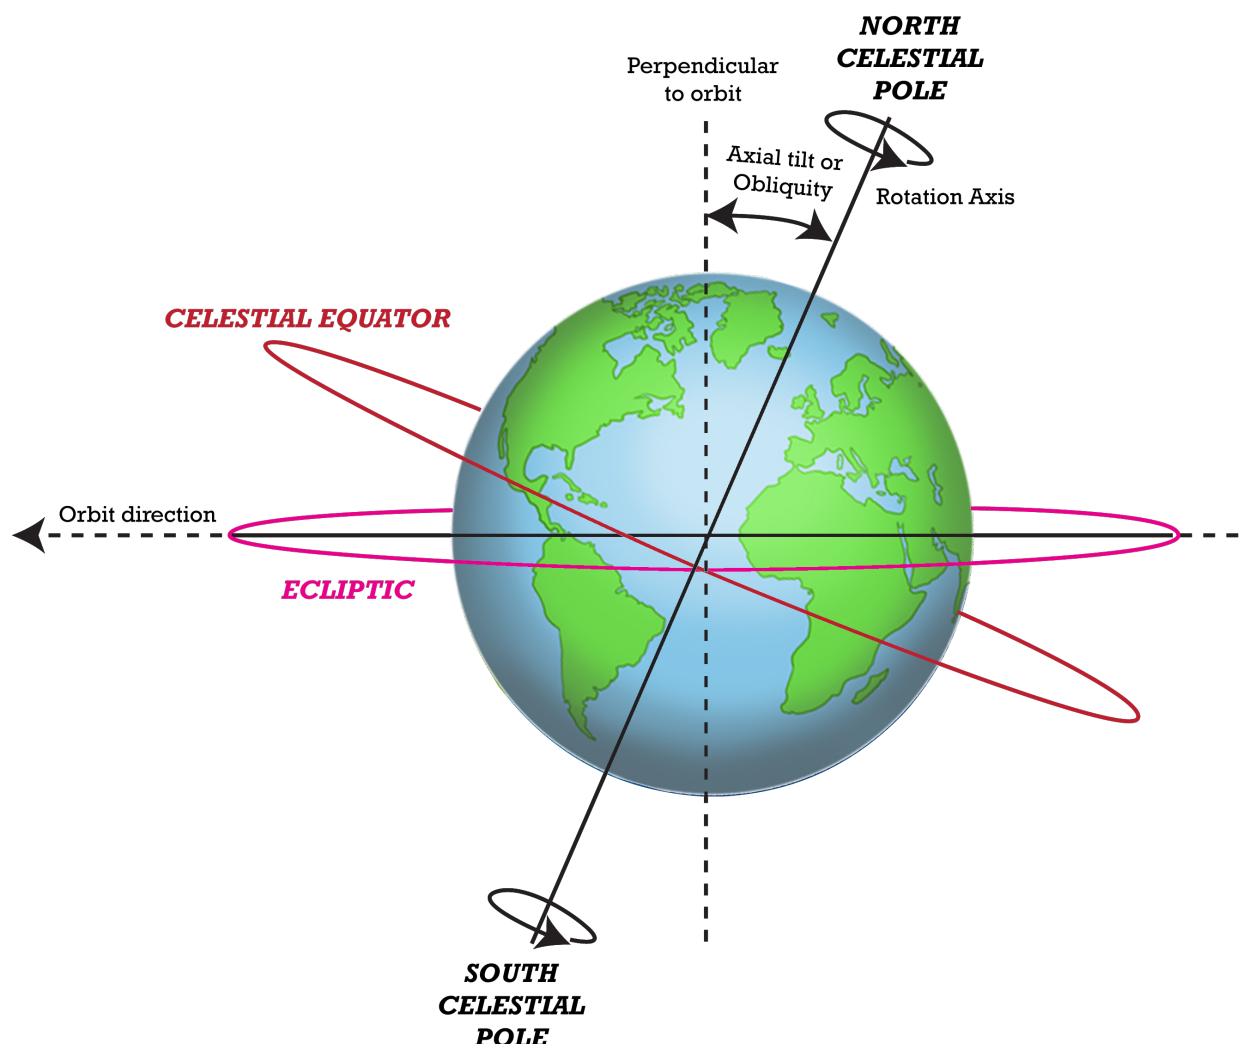 NORTH
CELESTIAL
POLE
Perpendicular
to orbit
Axial tilt or
Obliquity
Rotation Axis
CELESTIAL EQUATOR
Orbit direction
ECLIPTIC
SOUTH
CELESTIAL
POLE